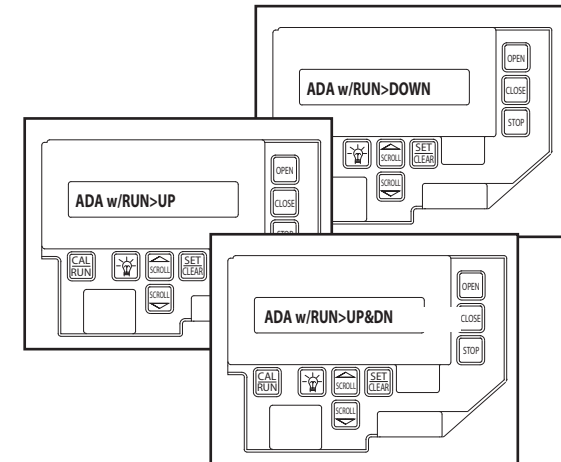 ADA w/RUN>DOWN
OPEN
CLOSE
STOP
SCROLL
SET
CLEAR
SCROLL
ADA w/RUN>UP
OPEN
CLOSE
STOP
CAL
RUN
SCROLL
SET
CLEAR
SCROLL
ADA w/RUN>UP&DN
OPEN
CLOSE
STOP
CAL
RUN
SCROLL
SET
CLEAR
SCROLL